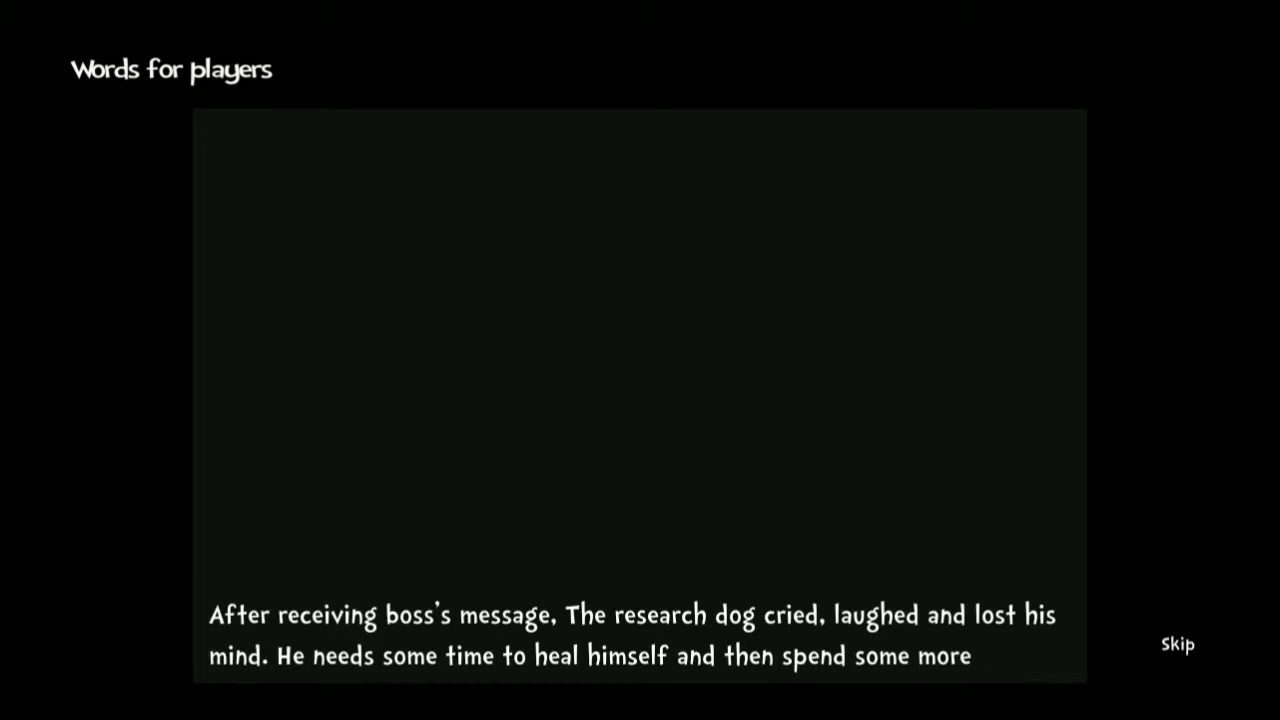 Words for players
After receiving boss's message, The research dog cried, laughed and lost his
mind. He needs some time to heal himself and then spend some more
Skip